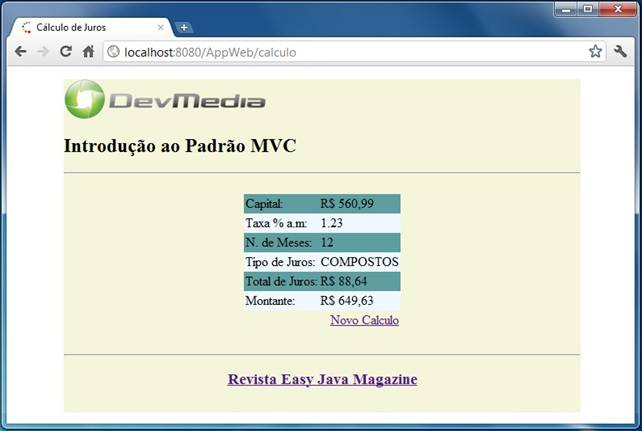 Cálculo de Juros
localhost:8080/AppWeb/calculo
DevMedia
Introdução ao Padrão MVC
Capital: R$ 560,99
Taxa % a.m: 1.23
N. de Meses: 12
Tipo de Juros: COMPOSTOS
Total de Juros: R$ 88,64
Montante: R$ 649,63
Novo Calculo
Revista Easy Java Magazine